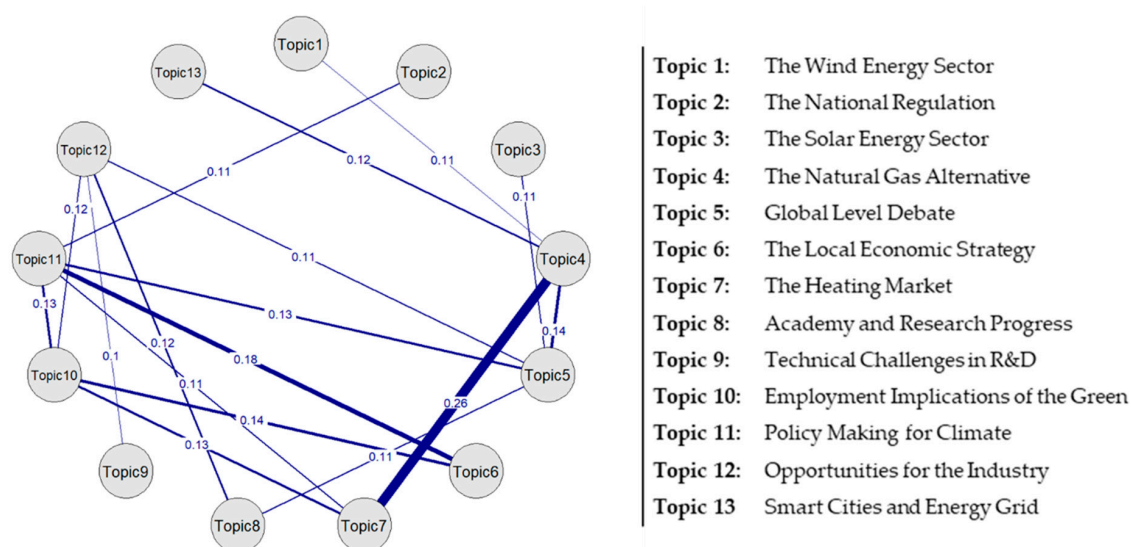 Topic1
Topic13
Topic2
Topic12
Topic3
0.12
0.11
0.11
0.11
0.12
Topic11
Topic4
0.11
0.13
0.13
0.14
0.18
0.12
0.1
Topic10
Topic5
0.11
0.26
0.14
0.13
0.11
Topic9
Topic6
Topic8
Topic7
Topic 1: The Wind Energy Sector
Topic 2: The National Regulation
Topic 3: The Solar Energy Sector
Topic 4: The Natural Gas Alternative
Topic 5: Global Level Debate
Topic 6: The Local Economic Strategy
Topic 7: The Heating Market
Topic 8: Academy and Research Progress
Topic 9: Technical Challenges in R&D
Topic 10: Employment Implications of the Green
Topic 11: Policy Making for Climate
Topic 12: Opportunities for the Industry
Topic 13 Smart Cities and Energy Grid